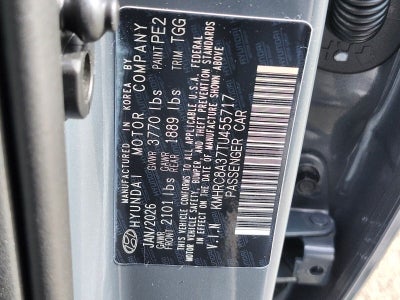 MANUFACTURED IN KOREA BY
HYUNDAI MOTOR COMPANY
JAN/2026 GVWR 3770 lbs PAINT PE2
GAWR FRONT 2101 lbs GAWR REAR 1889 lbs TRIM TGG
THIS VEHICLE CONFORMS TO ALL APPLICABLE U.S.A. FEDERAL
MOTOR VEHICLE SAFETY, BUMPER, AND THEFT PREVENTION STANDARDS
IN EFFECT ON THE DATE OF MANUFACTURE SHOWN ABOVE
V.I.N KMHRC8A37TU455717
PASSENGER CAR